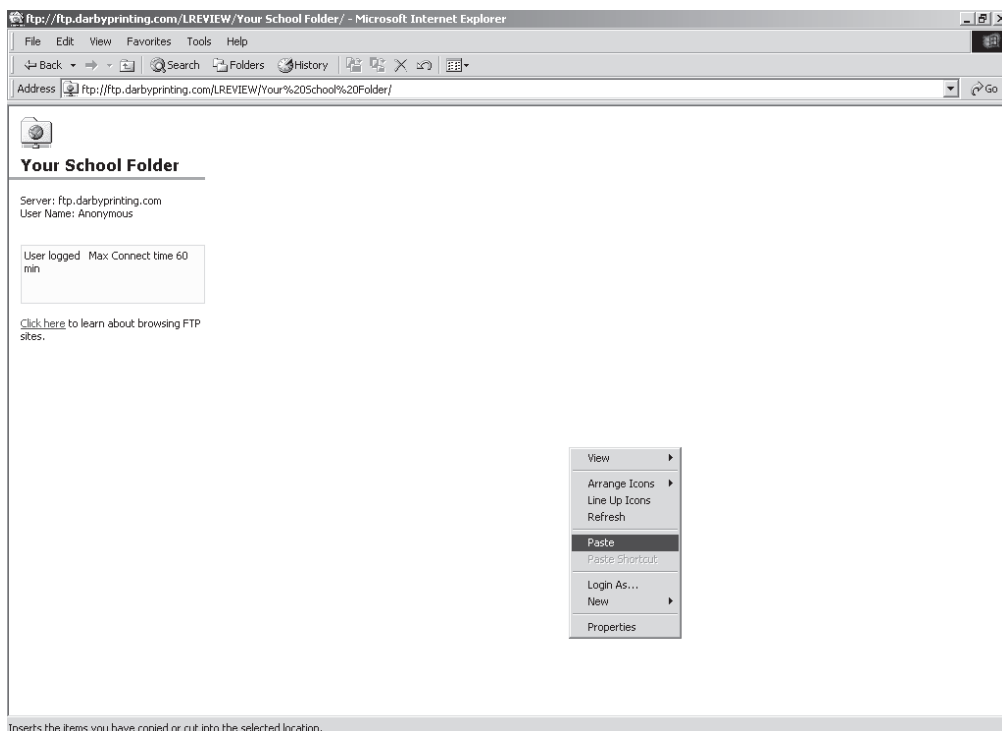 ftp://ftp.darbyprinting.com/LREVIEW/Your School Folder/ - Microsoft Internet Explorer
File Edit View Favorites Tools Help
Back Search Folders History
Address ftp://ftp.darbyprinting.com/LREVIEW/Your%20School%20Folder/ Go
Your School Folder
Server: ftp.darbyprinting.com
User Name: Anonymous
User logged Max Connect time 60
min
Click here to learn about browsing FTP
sites.
View
Arrange Icons
Line Up Icons
Refresh
Paste
Paste Shortcut
Login As...
New
Properties
Inserts the items you have copied or cut into the selected location.